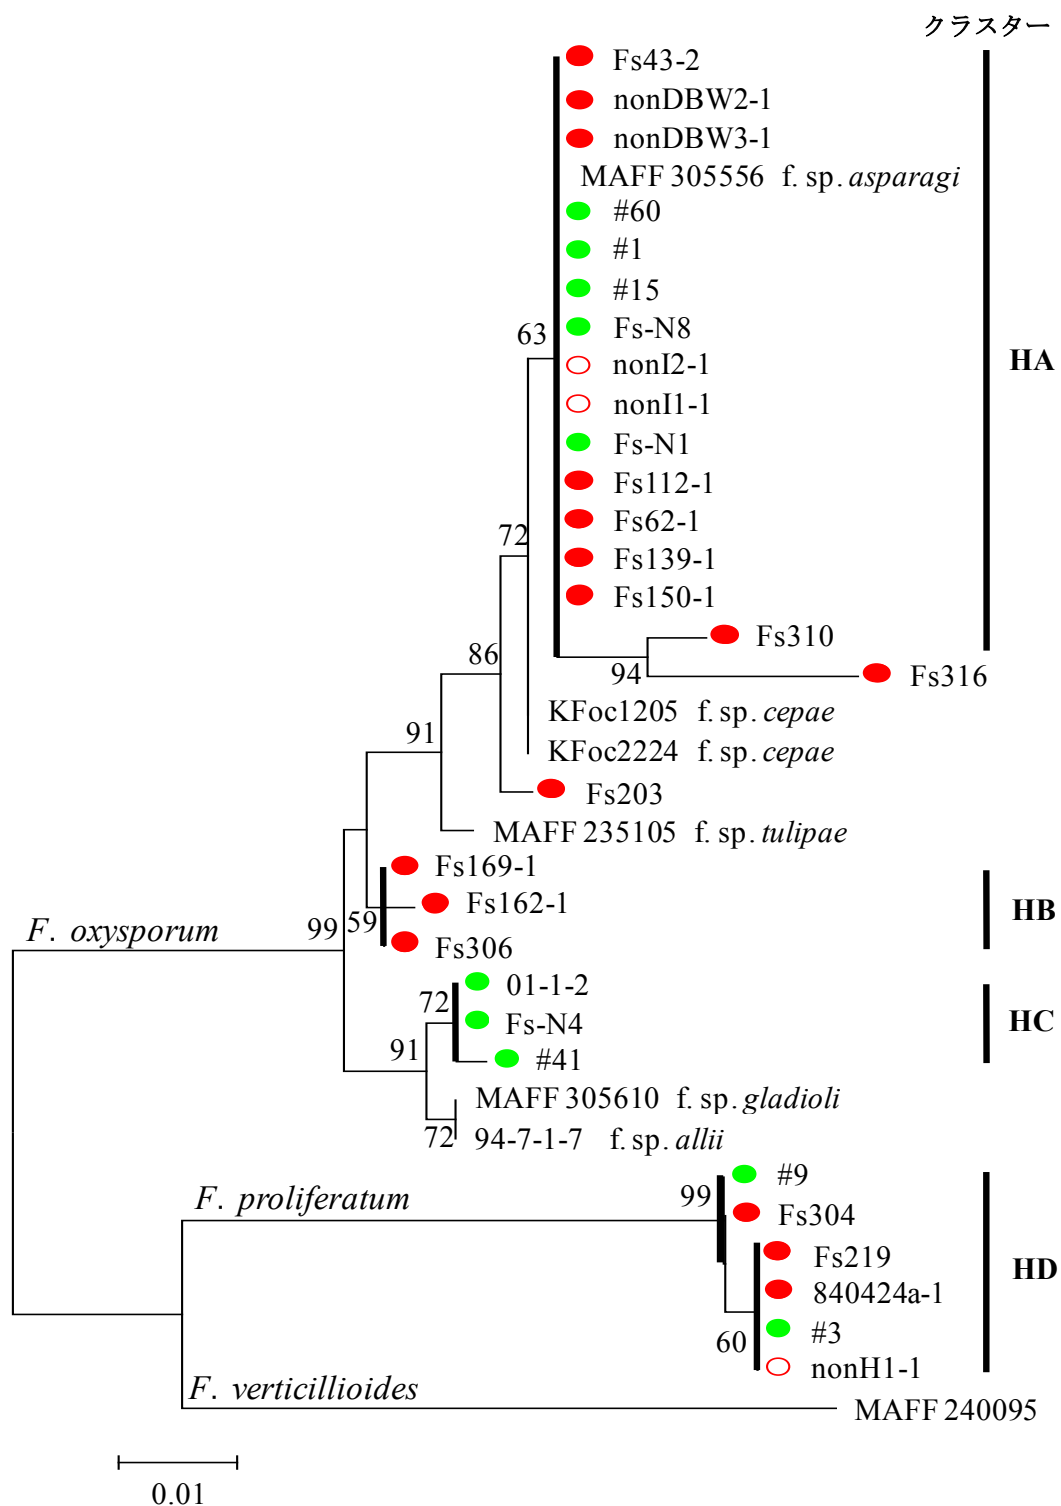 クラスター
Fs43-2
nonDBW2-1
nonDBW3-1
MAFF 305556 f. sp. asparagi
#60
#1
#15
Fs-N8
63
nonI2-1
HA
nonI1-1
Fs-N1
Fs112-1
Fs62-1
72
Fs139-1
Fs150-1
Fs310
86
94
Fs316
KFoc1205 f. sp. cepae
91
KFoc2224 f. sp. cepae
Fs203
MAFF 235105 f. sp. tulipae
Fs169-1
Fs162-1
HB
F. oxysporum
99
59
Fs306
01-1-2
72
Fs-N4
HC
91
#41
MAFF 305610 f. sp. gladioli
72
94-7-1-7 f. sp. allii
#9
F. proliferatum
99
Fs304
Fs219
HD
840424a-1
60
#3
nonH1-1
F. verticillioides
MAFF 240095
0.01